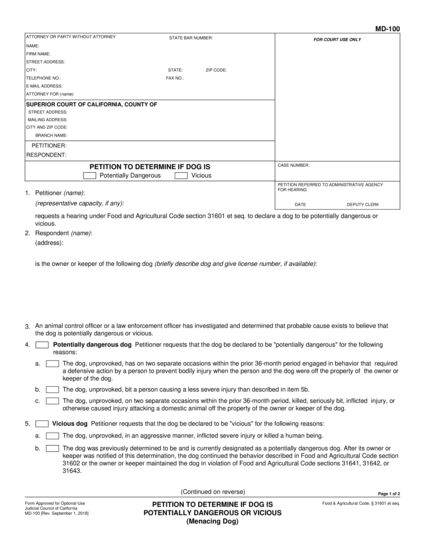 MD-100
ATTORNEY OR PARTY WITHOUT ATTORNEY
STATE BAR NUMBER:
FOR COURT USE ONLY
NAME:
FIRM NAME:
STREET ADDRESS:
CITY: STATE: ZIP CODE:
TELEPHONE NO.: FAX NO.:
E-MAIL ADDRESS:
ATTORNEY FOR (name):
SUPERIOR COURT OF CALIFORNIA, COUNTY OF
STREET ADDRESS:
MAILING ADDRESS:
CITY AND ZIP CODE:
BRANCH NAME:
PETITIONER:
RESPONDENT:
PETITION TO DETERMINE IF DOG IS
Potentially Dangerous Vicious
CASE NUMBER:
PETITION REFERRED TO ADMINISTRATIVE AGENCY
FOR HEARING
DATE DEPUTY CLERK
1. Petitioner (name):
(representative capacity, if any):
requests a hearing under Food and Agricultural Code section 31601 et seq. to declare a dog to be potentially dangerous or
vicious.
2. Respondent (name):
(address):
is the owner or keeper of the following dog (briefly describe dog and give license number, if available):
3. An animal control officer or a law enforcement officer has investigated and determined that probable cause exists to believe that
the dog is potentially dangerous or vicious.
4. Potentially dangerous dog Petitioner requests that the dog be declared to be "potentially dangerous" for the following
reasons:
a. The dog, unprovoked, has on two separate occasions within the prior 36-month period engaged in behavior that required
a defensive action by a person to prevent bodily injury when the person and the dog were off the property of the owner or
keeper of the dog.
b. The dog, unprovoked, bit a person causing a less severe injury than described in item 5b.
c. The dog, unprovoked, on two separate occasions within the prior 36-month period, killed, seriously bit, inflicted injury, or
otherwise caused injury attacking a domestic animal off the property of the owner or keeper of the dog.
5. Vicious dog Petitioner requests that the dog be declared to be "vicious" for the following reasons:
a. The dog, unprovoked, in an aggressive manner, inflicted severe injury or killed a human being.
b. The dog was previously determined to be and is currently designated as a potentially dangerous dog. After its owner or
keeper was notified of this determination, the dog continued the behavior described in Food and Agricultural Code section
31602 or the owner or keeper maintained the dog in violation of Food and Agricultural Code sections 31641, 31642, or
31643.
(Continued on reverse)
Page 1 of 2
Form Approved for Optional Use
Judicial Council of California
MD-100 [Rev. September 1, 2018]
PETITION TO DETERMINE IF DOG IS
POTENTIALLY DANGEROUS OR VICIOUS
(Menacing Dog)
Food & Agricultural Code, § 31601 et seq.